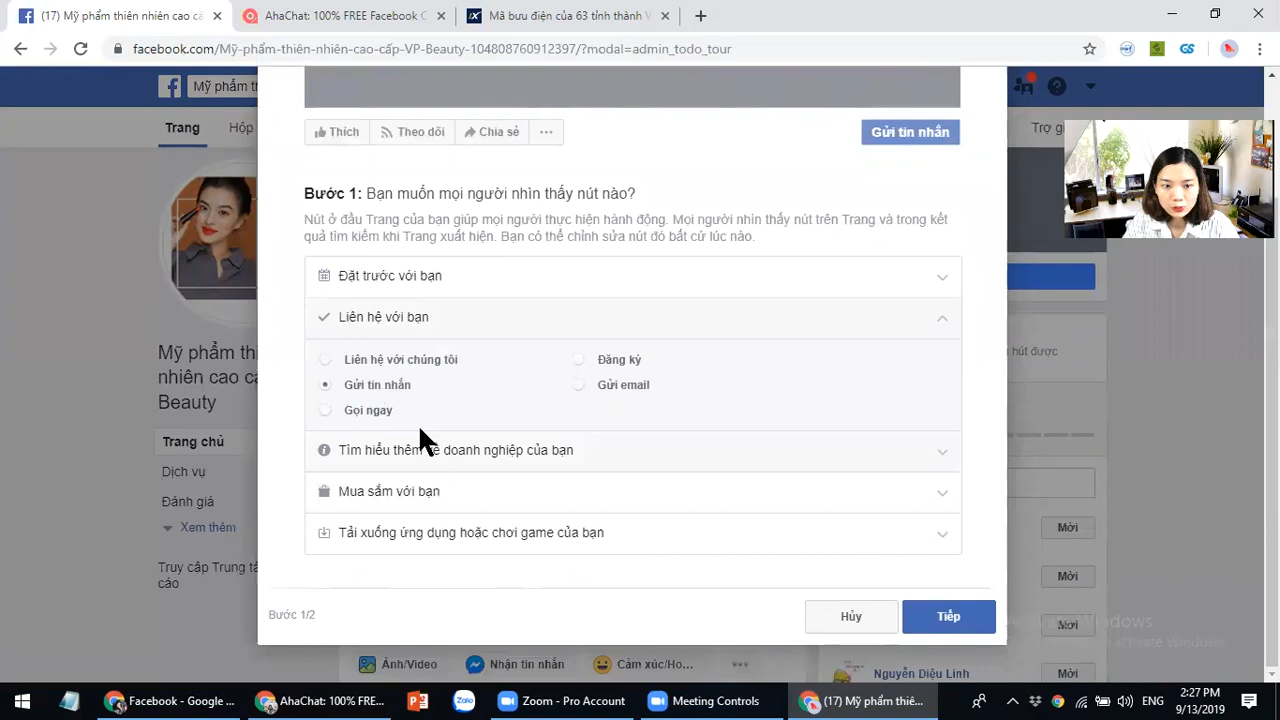 (17) Mỹ phẩm thiên nhiên cao cấ
AhaChat: 100% FREE Facebook C
Mã bưu điện của 63 tỉnh thành V
facebook.com/Mỹ-phẩm-thiên-nhiên-cao-cấp-VP-Beauty-104808760912397/?modal=admin_todo_tour
Mỹ phẩm t
Trang
Hộp
Trợ gi
Thích
Theo dõi
Chia sẻ
Gửi tin nhắn
Bước 1: Bạn muốn mọi người nhìn thấy nút nào?
Nút ở đầu Trang của bạn giúp mọi người thực hiện hành động. Mọi người nhìn thấy nút trên Trang và trong kết
quả tìm kiếm khi Trang xuất hiện. Bạn có thể chỉnh sửa nút đó bất cứ lúc nào.
Đặt trước với bạn
Liên hệ với bạn
Liên hệ với chúng tôi
Đăng ký
Gửi tin nhắn
Gửi email
Gọi ngay
Tìm hiểu thêm về doanh nghiệp của bạn
Mua sắm với bạn
Tải xuống ứng dụng hoặc chơi game của bạn
Bước 1/2
Hủy
Tiếp
Mỹ phẩm thi
nhiên cao cấ
Beauty
Trang chủ
Dịch vụ
Đánh giá
Xem thêm
Truy cập Trung tâ
cáo
hút được
Mời
Mời
Mời
Mời
Nguyễn Diệu Linh
Ảnh/Video
Nhận tin nhắn
Cảm xúc/Ho...
Facebook - Google ...
AhaChat: 100% FRE...
Zalo
Zoom - Pro Account
Meeting Controls
(17) Mỹ phẩm thiê...
ENG
2:27 PM
9/13/2019